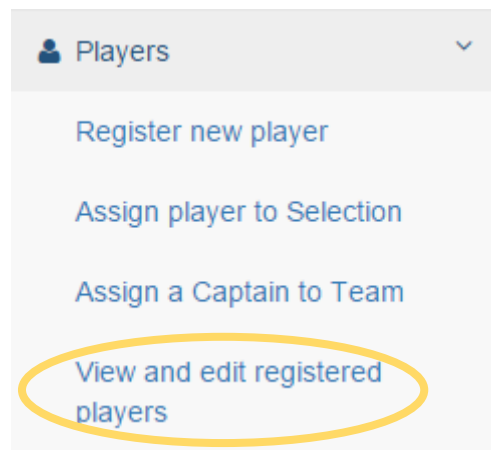 Players
Register new player
Assign player to Selection
Assign a Captain to Team
View and edit registered
players